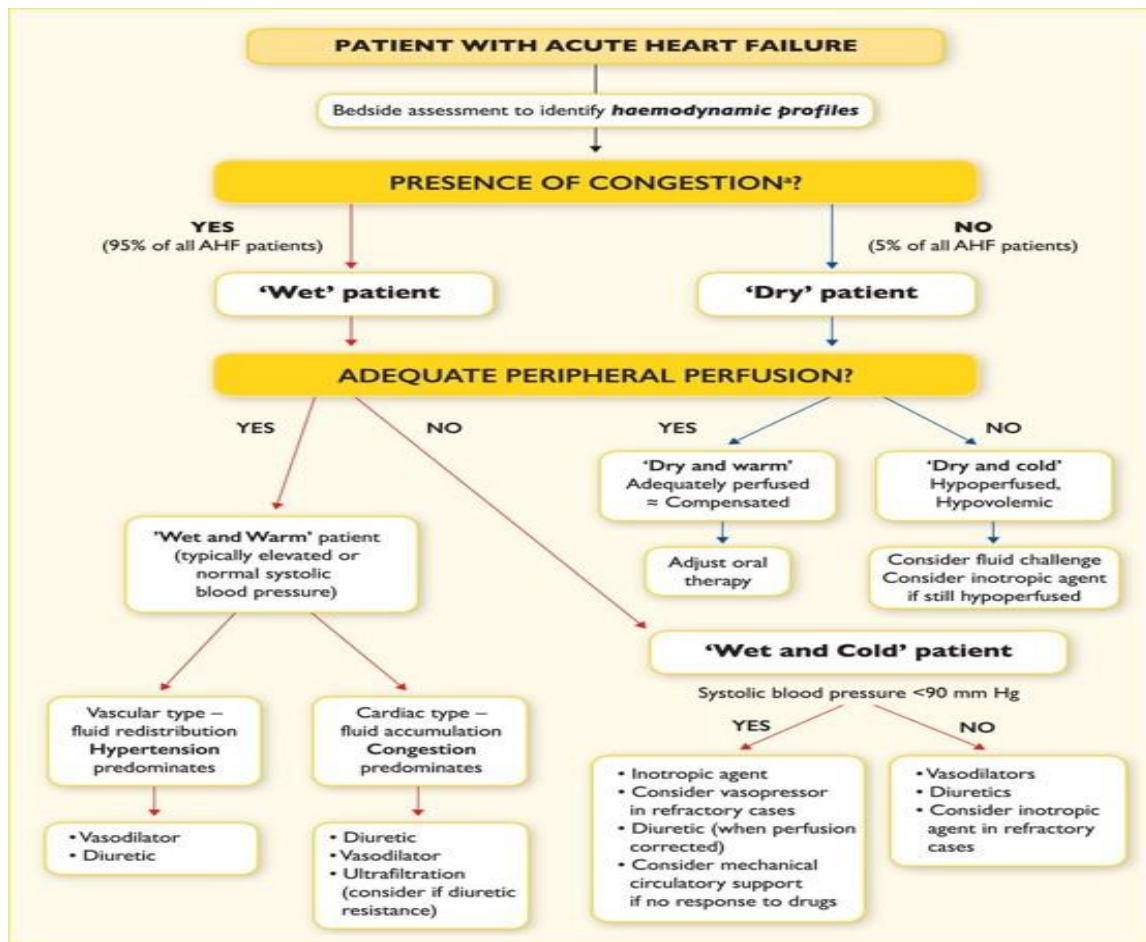 PATIENT WITH ACUTE HEART FAILURE
Bedside assessment to identify haemodynamic profiles
PRESENCE OF CONGESTIONa?
YES
(95% of all AHF patients)
NO
(5% of all AHF patients)
‘Wet’ patient
‘Dry’ patient
ADEQUATE PERIPHERAL PERFUSION?
YES
NO
YES
NO
‘Dry and warm’
Adequately perfused
≈ Compensated
‘Dry and cold’
Hypoperfused,
Hypovolemic
'Wet and Warm' patient
(typically elevated or
normal systolic
blood pressure)
Adjust oral
therapy
Consider fluid challenge
Consider inotropic agent
if still hypoperfused
‘Wet and Cold’ patient
Systolic blood pressure <90 mm Hg
YES
NO
Vascular type –
fluid redistribution
Hypertension
predominates
Cardiac type –
fluid accumulation
Congestion
predominates
• Vasodilator
• Diuretic
• Diuretic
• Vasodilator
• Ultrafiltration
(consider if diuretic
resistance)
• Inotropic agent
• Consider vasopressor
in refractory cases
• Diuretic (when perfusion
corrected)
• Consider mechanical
circulatory support
if no response to drugs
• Vasodilators
• Diuretics
• Consider inotropic
agent in refractory
cases